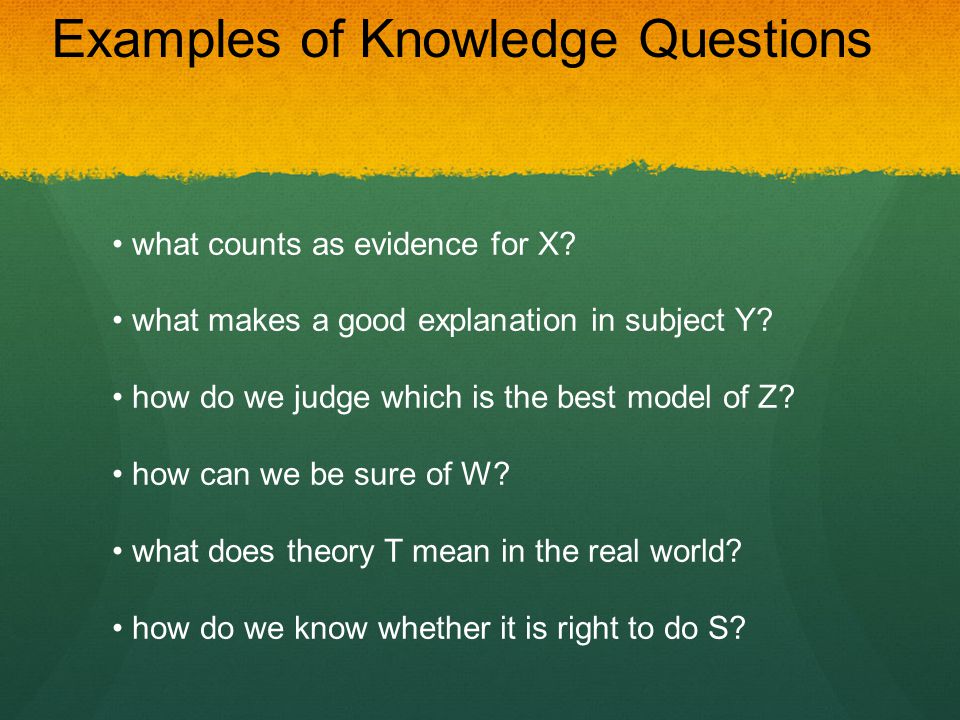 Examples of Knowledge Questions
• what counts as evidence for X?
• what makes a good explanation in subject Y?
• how do we judge which is the best model of Z?
• how can we be sure of W?
• what does theory T mean in the real world?
• how do we know whether it is right to do S?